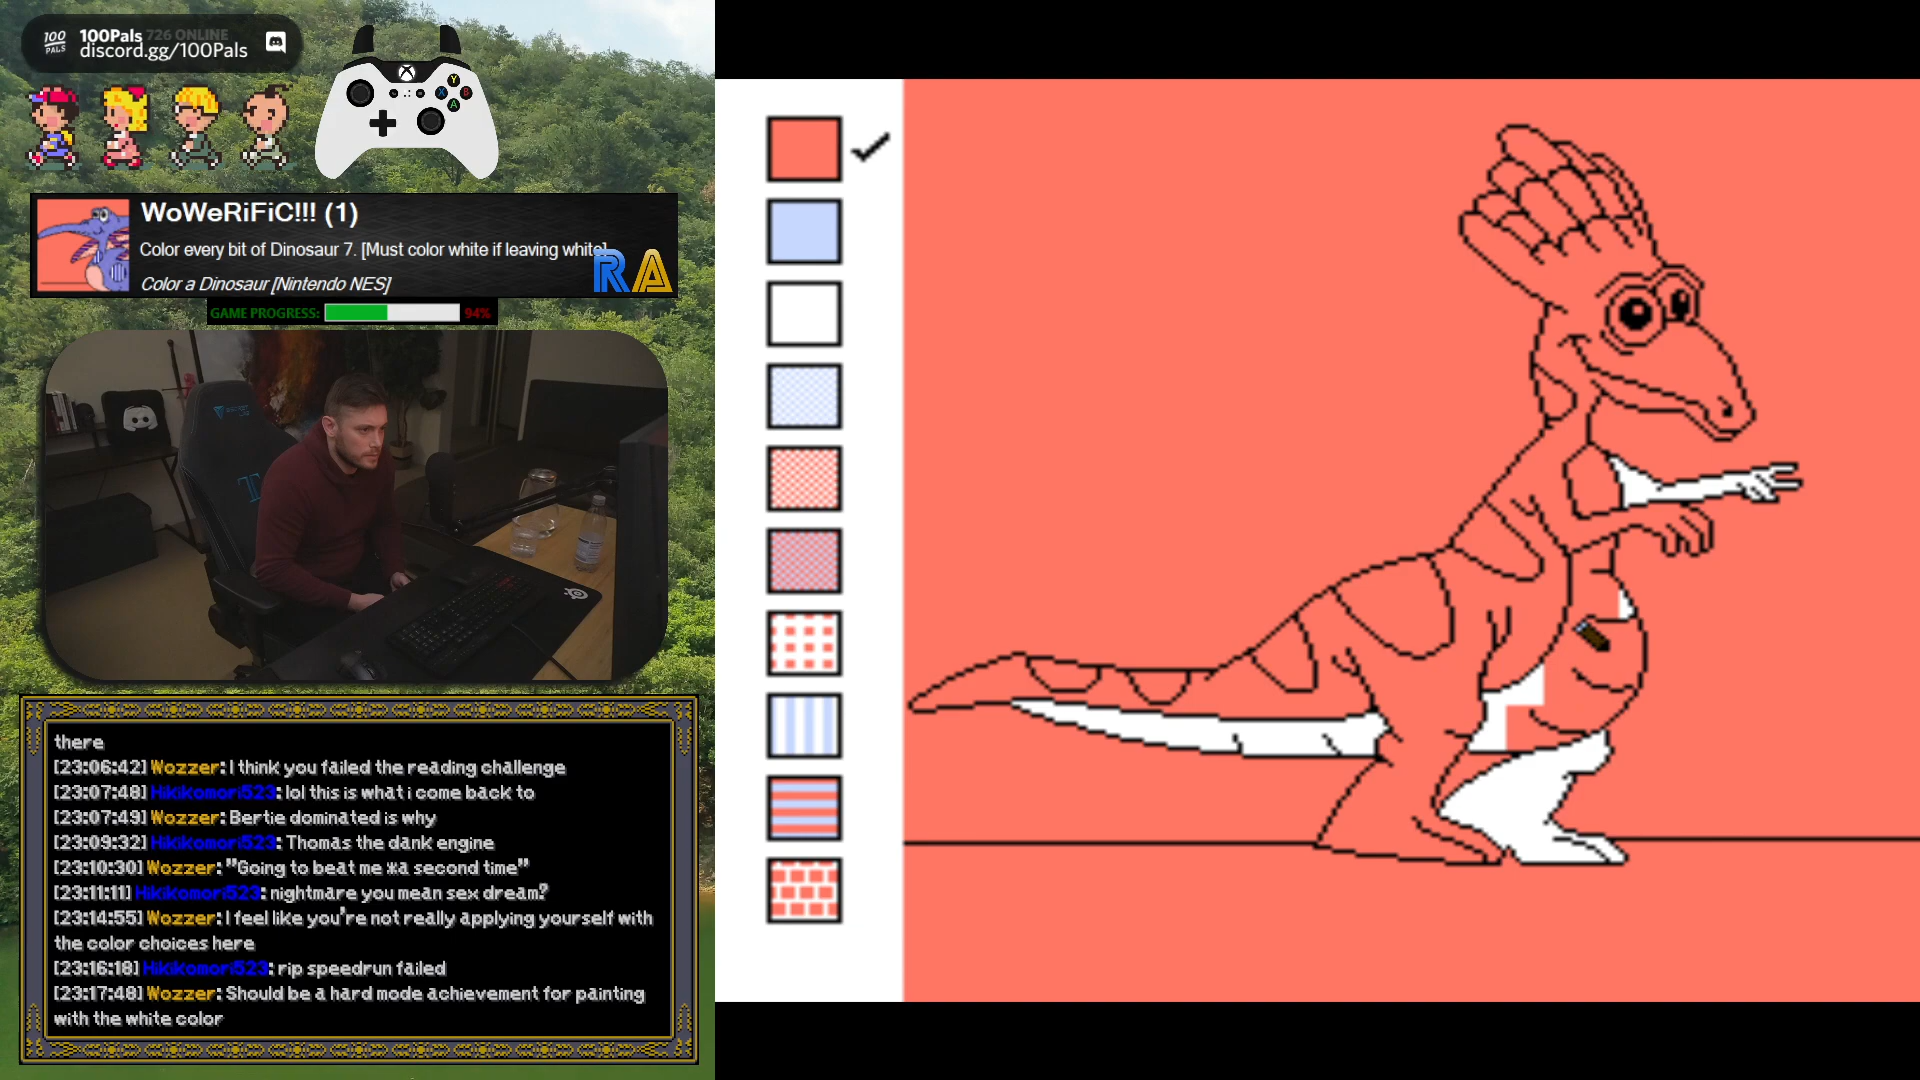 100Pals 726 ONLINE
discord.gg/100Pals
100
PALS
Y
X B
A
WoWeRiFiC!!! (1)
Color every bit of Dinosaur 7. [Must color white if leaving white]
Color a Dinosaur [Nintendo NES]
RA
GAME PROGRESS: 94%
there
[23:06:42] Wozzer: I think you failed the reading challenge
[23:07:48] Hikikomori523: lol this is what i come back to
[23:07:49] Wozzer: Bertie dominated is why
[23:09:32] Hikikomori523: Thomas the dank engine
[23:10:30] Wozzer: "Going to beat me *a second time"
[23:11:11] Hikikomori523: nightmare you mean sex dream?
[23:14:55] Wozzer: I feel like you're not really applying yourself with
the color choices here
[23:16:18] Hikikomori523: rip speedrun failed
[23:17:48] Wozzer: Should be a hard mode achievement for painting
with the white color